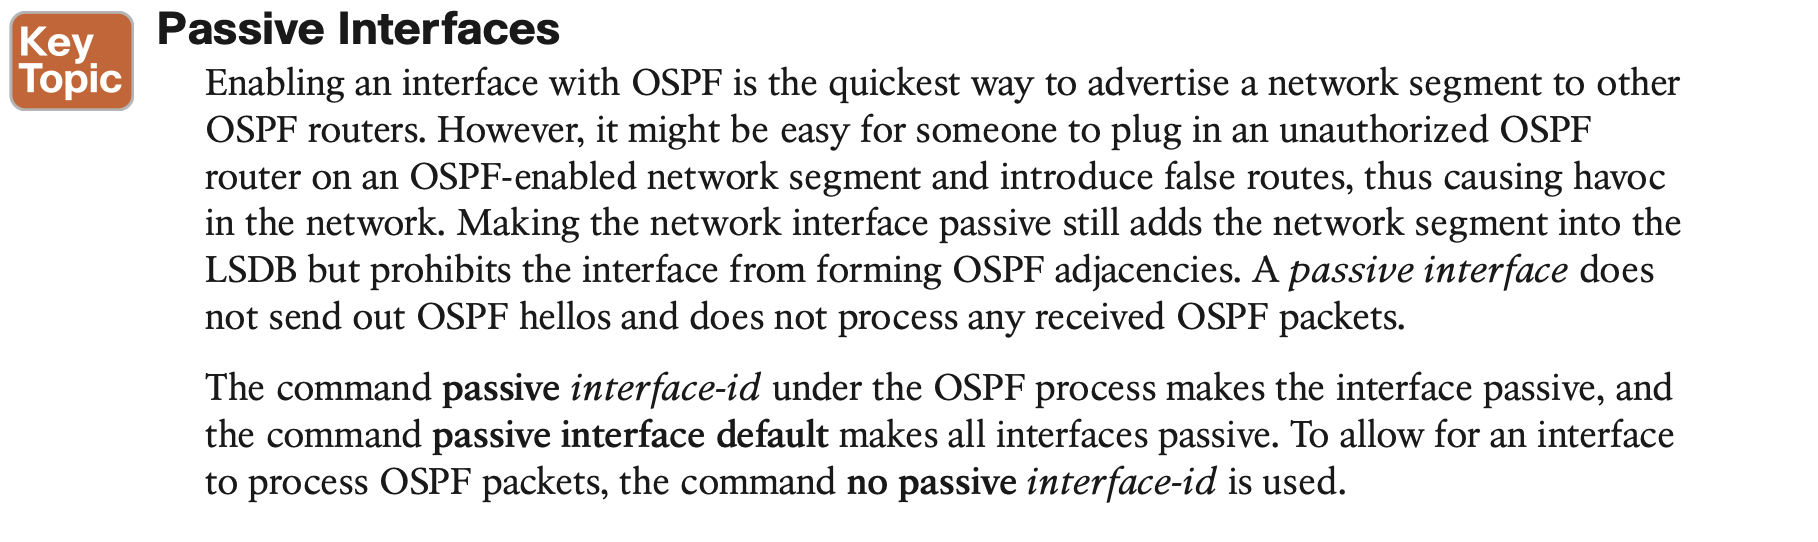 Key
Topic
Passive Interfaces
Enabling an interface with OSPF is the quickest way to advertise a network segment to other
OSPF routers. However, it might be easy for someone to plug in an unauthorized OSPF
router on an OSPF-enabled network segment and introduce false routes, thus causing havoc
in the network. Making the network interface passive still adds the network segment into the
LSDB but prohibits the interface from forming OSPF adjacencies. A passive interface does
not send out OSPF hellos and does not process any received OSPF packets.
The command passive interface-id under the OSPF process makes the interface passive, and
the command passive interface default makes all interfaces passive. To allow for an interface
to process OSPF packets, the command no passive interface-id is used.